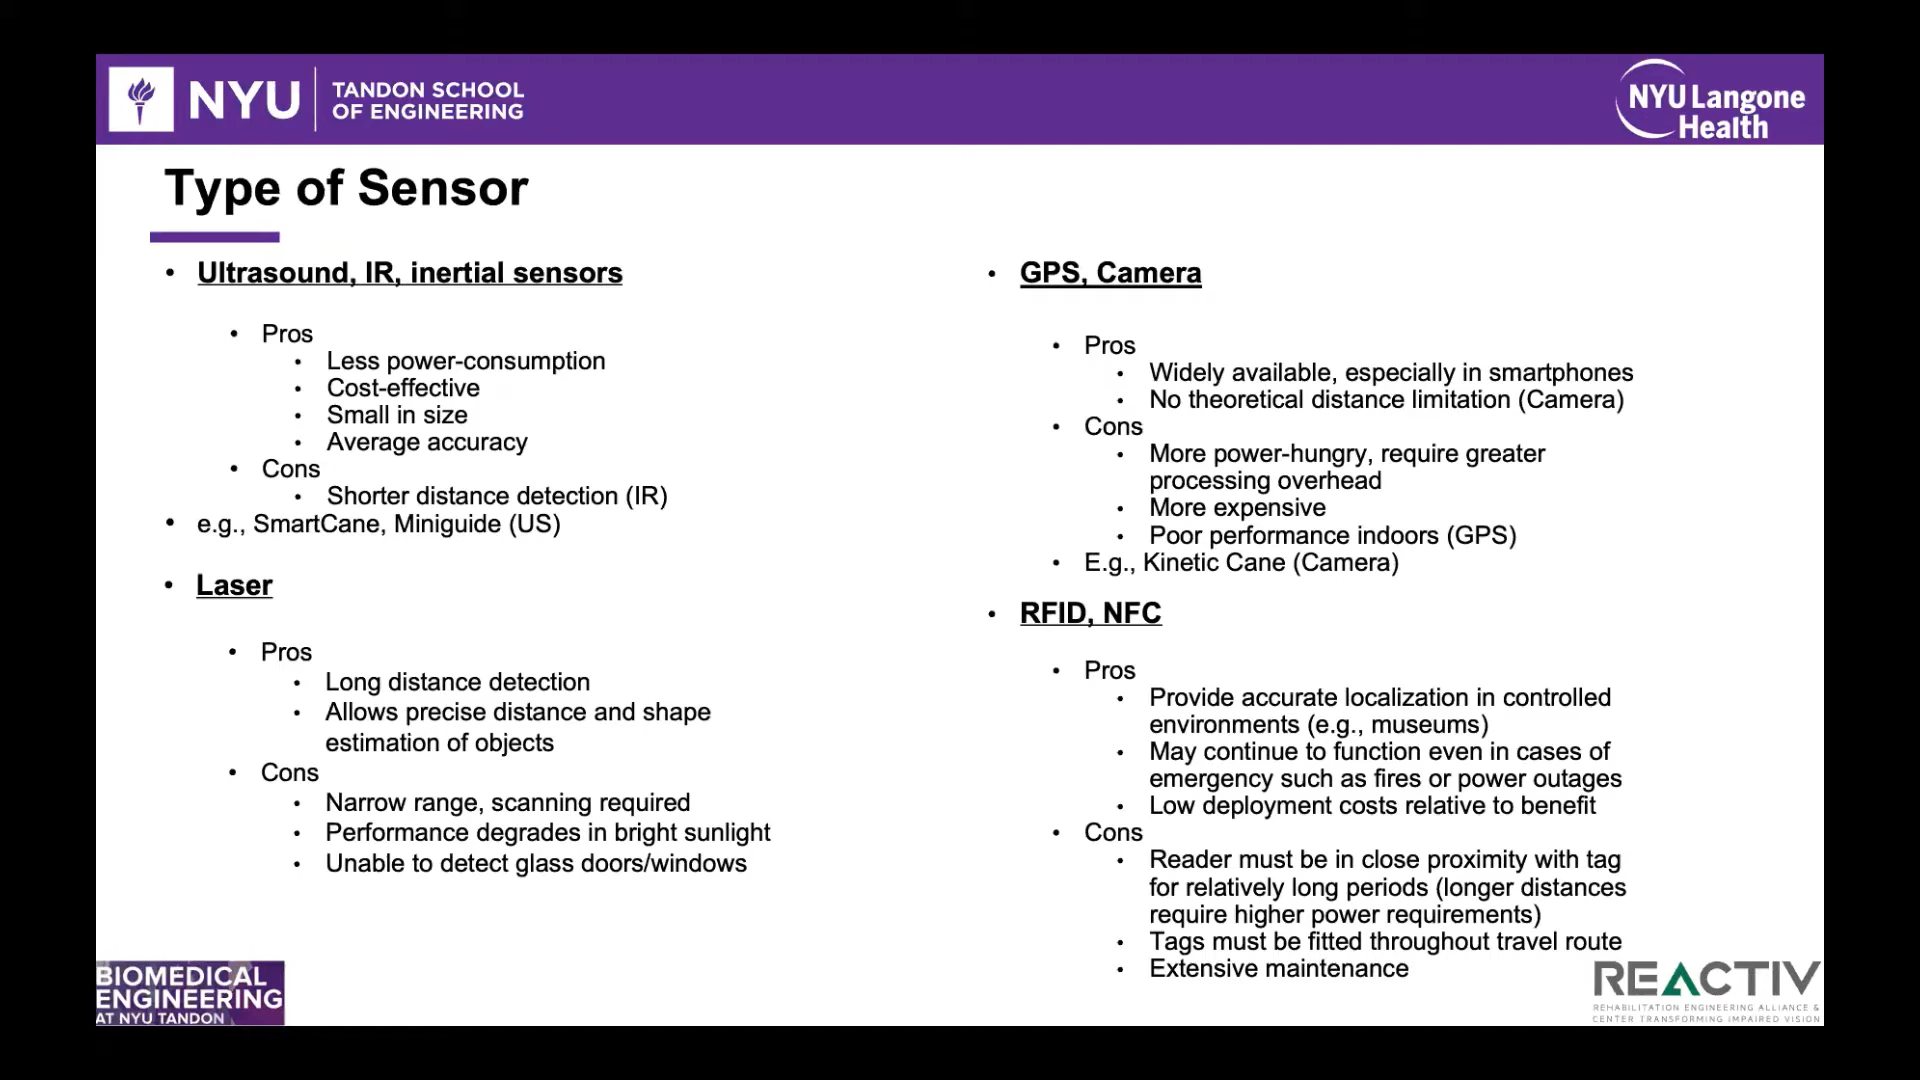 NYU
TANDON SCHOOL
OF ENGINEERING
NYU Langone
Health
Type of Sensor
• Ultrasound, IR, inertial sensors
• Pros
• Less power-consumption
• Cost-effective
• Small in size
• Average accuracy
• Cons
• Shorter distance detection (IR)
• e.g., SmartCane, Miniguide (US)
• Laser
• Pros
• Long distance detection
• Allows precise distance and shape
estimation of objects
• Cons
• Narrow range, scanning required
• Performance degrades in bright sunlight
• Unable to detect glass doors/windows
• GPS, Camera
• Pros
• Widely available, especially in smartphones
• No theoretical distance limitation (Camera)
• Cons
• More power-hungry, require greater
processing overhead
• More expensive
• Poor performance indoors (GPS)
• E.g., Kinetic Cane (Camera)
• RFID, NFC
• Pros
• Provide accurate localization in controlled
environments (e.g., museums)
• May continue to function even in cases of
emergency such as fires or power outages
• Low deployment costs relative to benefit
• Cons
• Reader must be in close proximity with tag
for relatively long periods (longer distances
require higher power requirements)
• Tags must be fitted throughout travel route
• Extensive maintenance
BIOMEDICAL
ENGINEERING
AT NYU TANDON
REACTIV
REHABILITATION ENGINEERING ALLIANCE &
CENTER TRANSFORMING IMPAIRED VISION